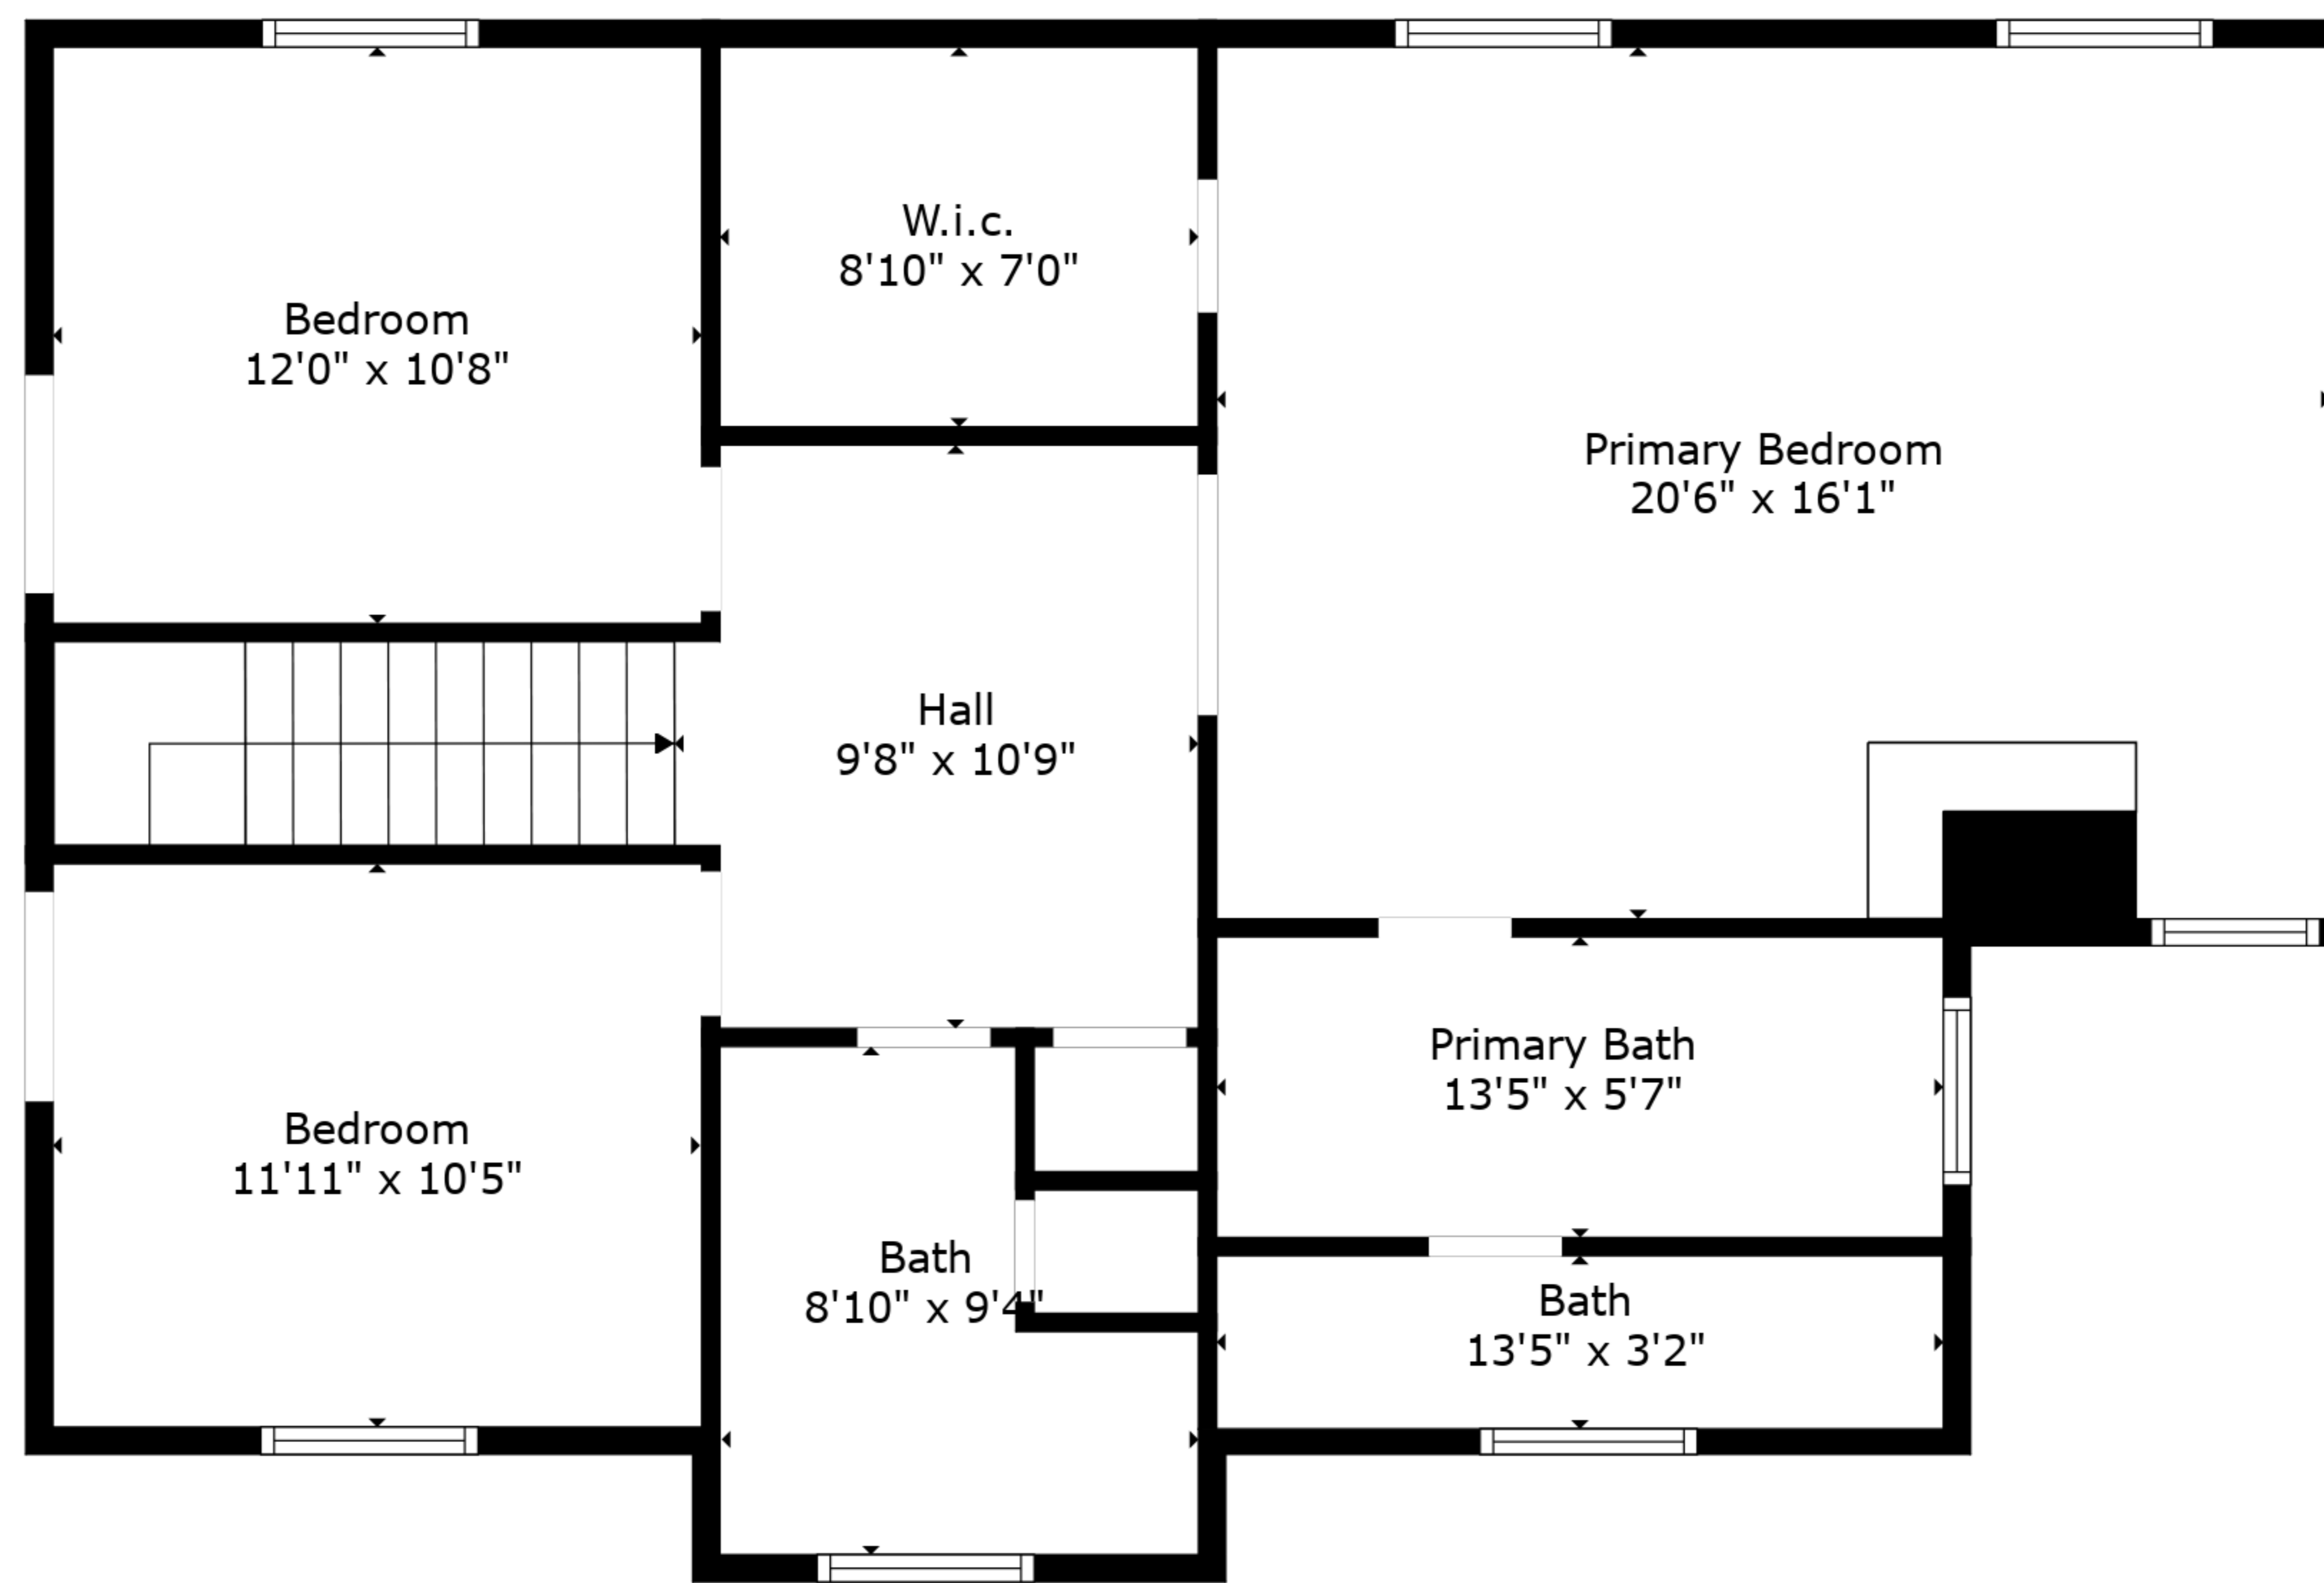 W.i.c.
8'10" x 7'0"
Bedroom
12'0" x 10'8"
Primary Bedroom
20'6" x 16'1"
Hall
9'8" x 10'9"
Primary Bath
13'5" x 5'7"
Bedroom
11'11" x 10'5"
Bath
8'10" x 9'4"
Bath
13'5" x 3'2"